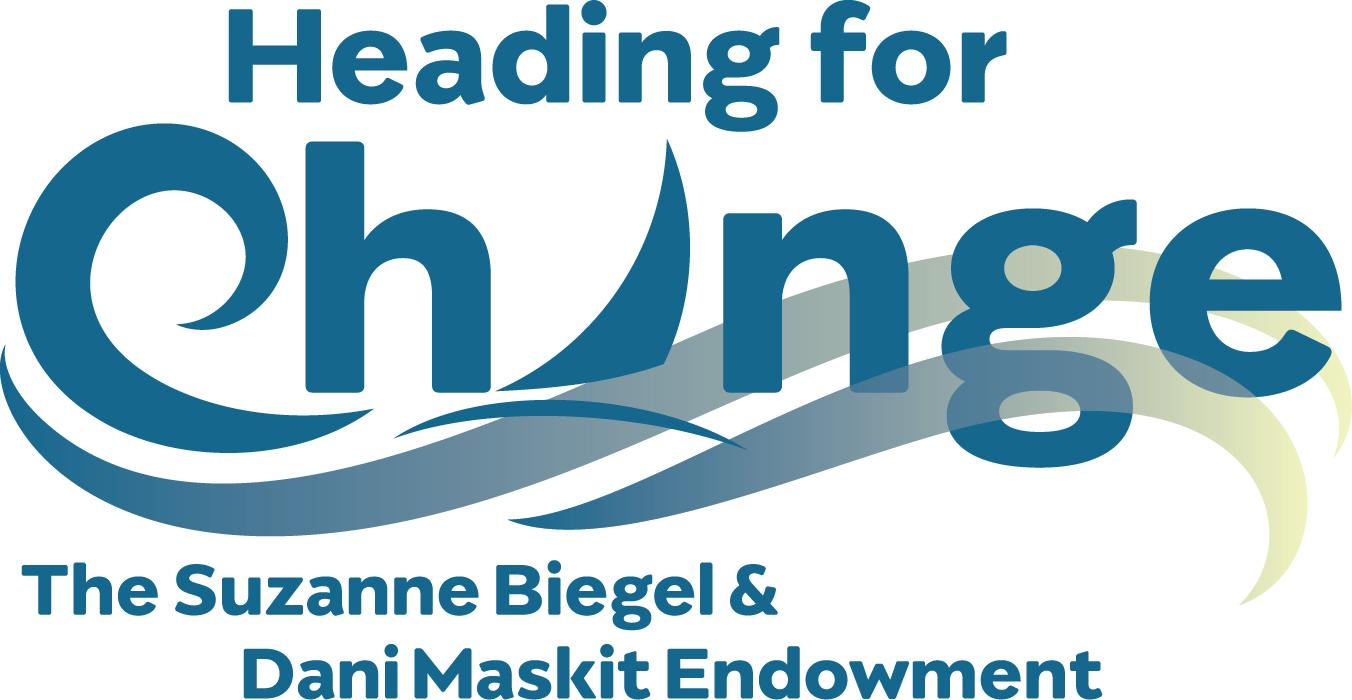 Heading for
Change
The Suzanne Biegel &
Dani Maskit Endowment